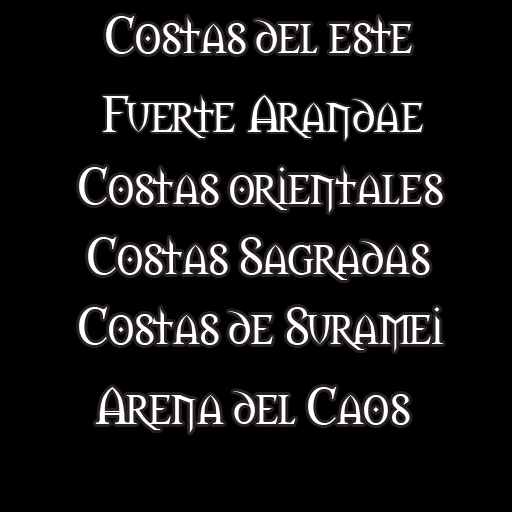 Costas del este
Fuerte Arandae
Costas orientales
Costas Sagradas
Costas de Suramei
Arena del Caos